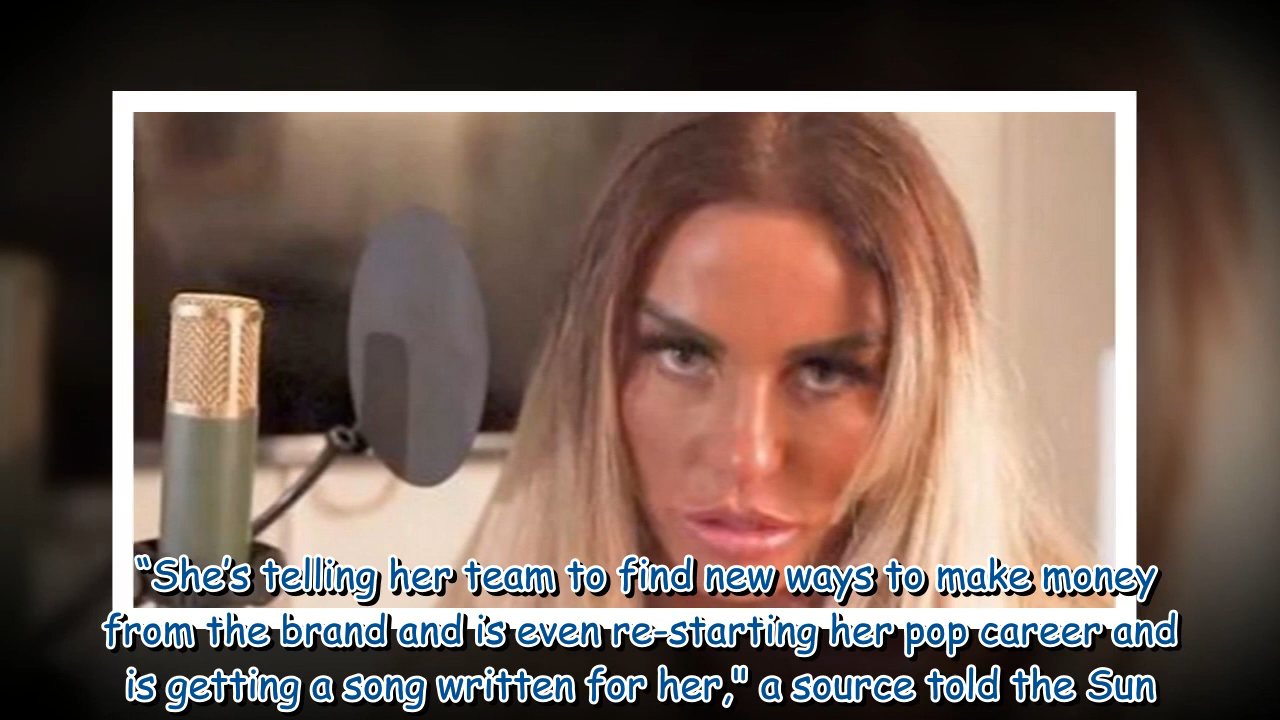 “She’s telling her team to find new ways to make money
from the brand and is even re-starting her pop career and
is getting a song written for her," a source told the Sun